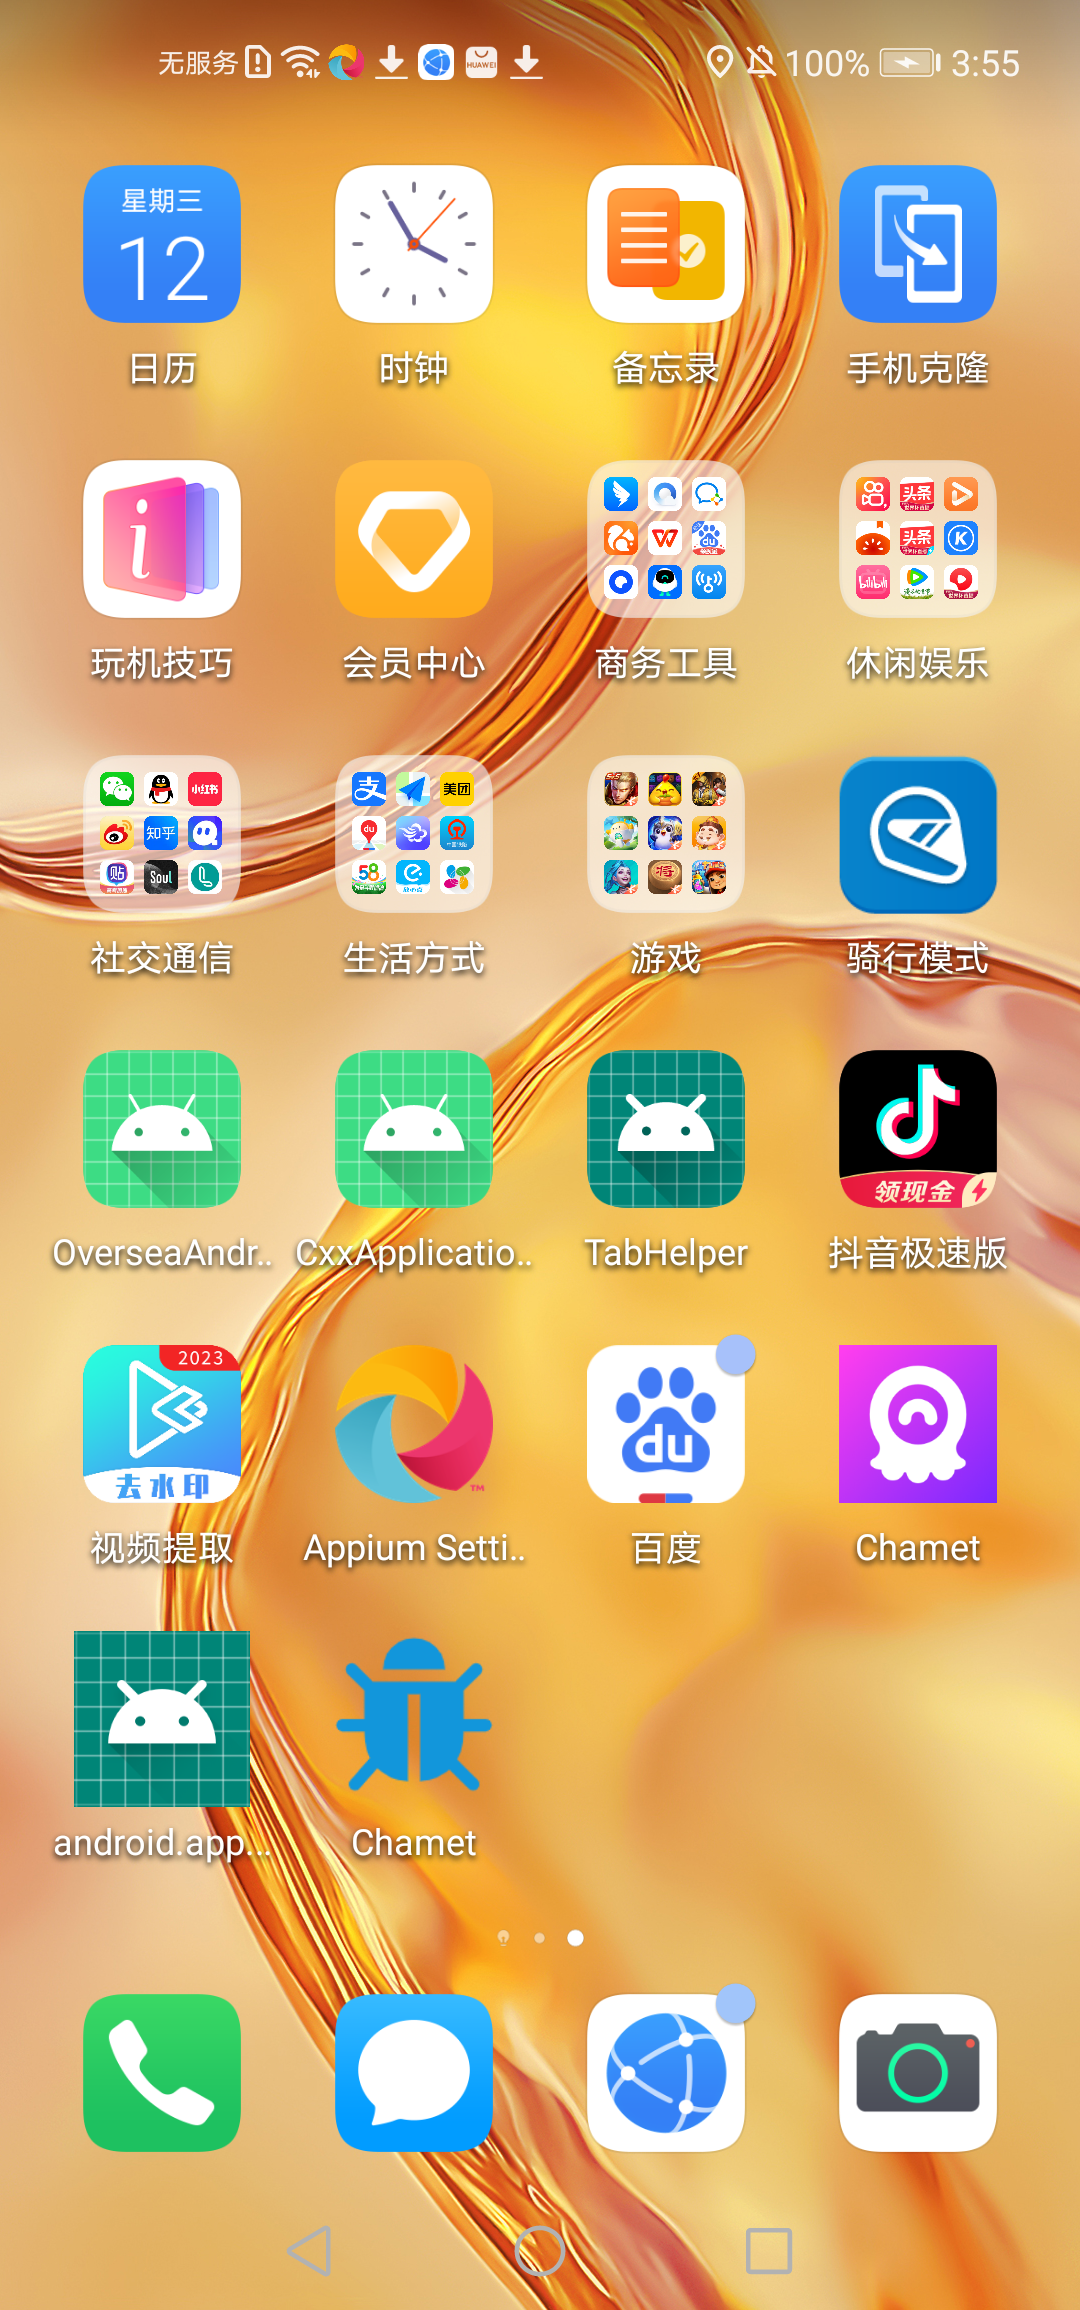 无服务 HUAWEI 100% 3:55
星期三
12
日历 时钟 备忘录 手机克隆
玩机技巧 会员中心 商务工具 休闲娱乐
社交通信 生活方式 游戏 骑行模式
领现金
OverseaAndr.. CxxApplicatio.. TabHelper 抖音极速版
2023
du
去水印
TM
视频提取 Appium Setti.. 百度 Chamet
android.app... Chamet